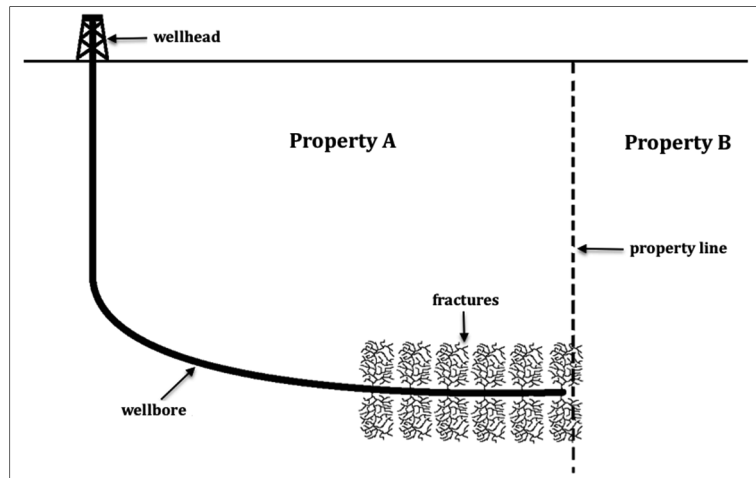 wellhead
Property A
Property B
property line
fractures
wellbore